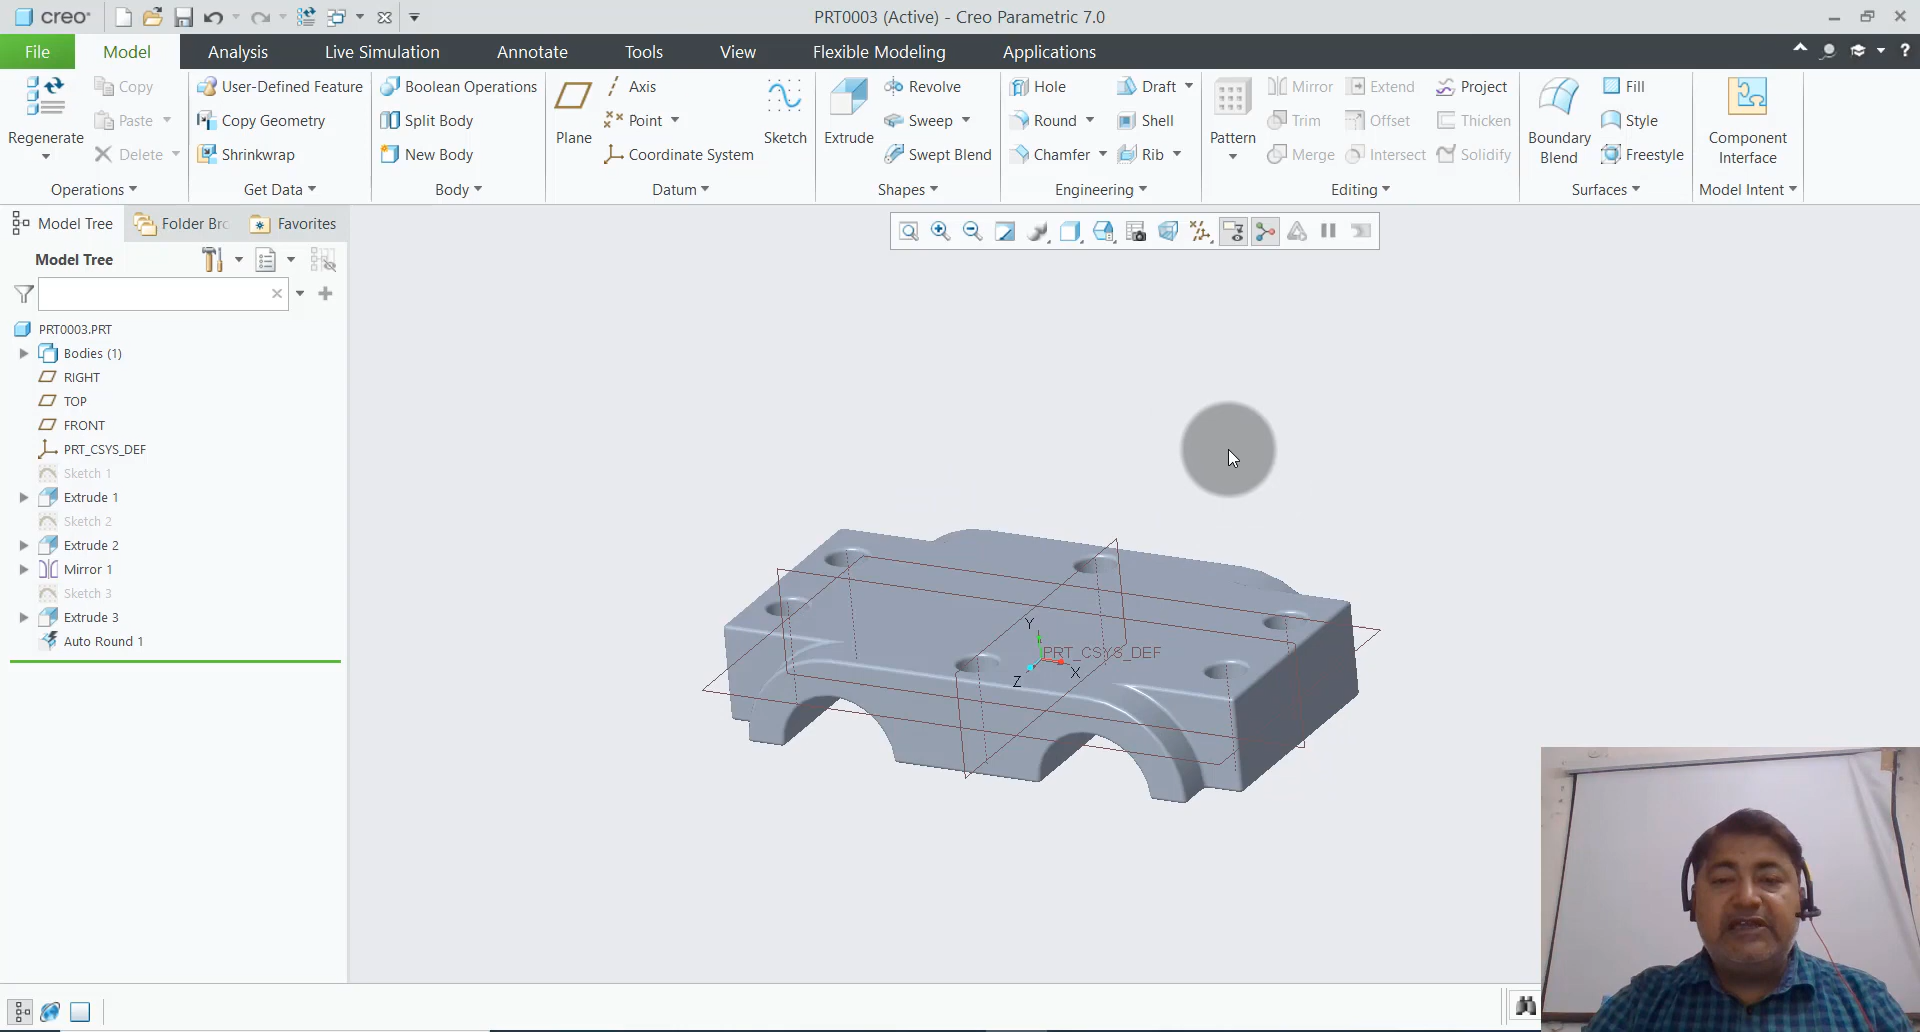 creo®
PRT0003 (Active) - Creo Parametric 7.0
File
Model
Analysis
Live Simulation
Annotate
Tools
View
Flexible Modeling
Applications
Regenerate
Copy
Paste
Delete
Operations
User-Defined Feature
Copy Geometry
Shrinkwrap
Get Data
Boolean Operations
Split Body
New Body
Body
Plane
Axis
Point
Coordinate System
Sketch
Datum
Extrude
Revolve
Sweep
Swept Blend
Shapes
Hole
Round
Chamfer
Draft
Shell
Rib
Engineering
Pattern
Mirror
Trim
Merge
Extend
Offset
Intersect
Project
Thicken
Solidify
Editing
Boundary
Blend
Fill
Style
Freestyle
Surfaces
Component
Interface
Model Intent
Model Tree
Folder Bro
Favorites
Model Tree
PRT0003.PRT
Bodies (1)
RIGHT
TOP
FRONT
PRT_CSYS_DEF
Sketch 1
Extrude 1
Sketch 2
Extrude 2
Mirror 1
Sketch 3
Extrude 3
Auto Round 1
Y
PRT_CSYS_DEF
X
Z